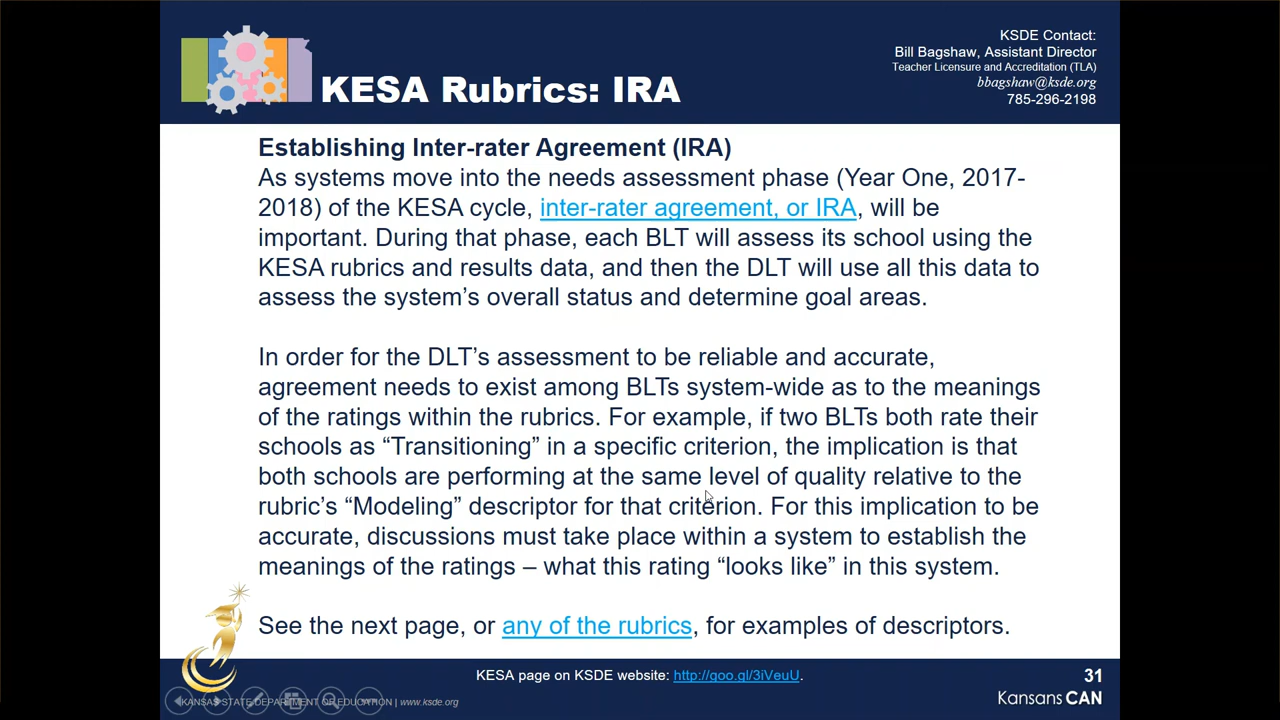 KSDE Contact:
Bill Bagshaw, Assistant Director
Teacher Licensure and Accreditation (TLA)
bbagshaw@ksde.org
785-296-2198
KESA Rubrics: IRA
Establishing Inter-rater Agreement (IRA)
As systems move into the needs assessment phase (Year One, 2017-
2018) of the KESA cycle, inter-rater agreement, or IRA, will be
important. During that phase, each BLT will assess its school using the
KESA rubrics and results data, and then the DLT will use all this data to
assess the system’s overall status and determine goal areas.
In order for the DLT’s assessment to be reliable and accurate,
agreement needs to exist among BLTs system-wide as to the meanings
of the ratings within the rubrics. For example, if two BLTs both rate their
schools as “Transitioning” in a specific criterion, the implication is that
both schools are performing at the same level of quality relative to the
rubric’s “Modeling” descriptor for that criterion. For this implication to be
accurate, discussions must take place within a system to establish the
meanings of the ratings – what this rating “looks like” in this system.
See the next page, or any of the rubrics, for examples of descriptors.
KESA page on KSDE website: http://goo.gl/3iVeuU.
31
KANSAS STATE DEPARTMENT OF EDUCATION | www.ksde.org
Kansans CAN